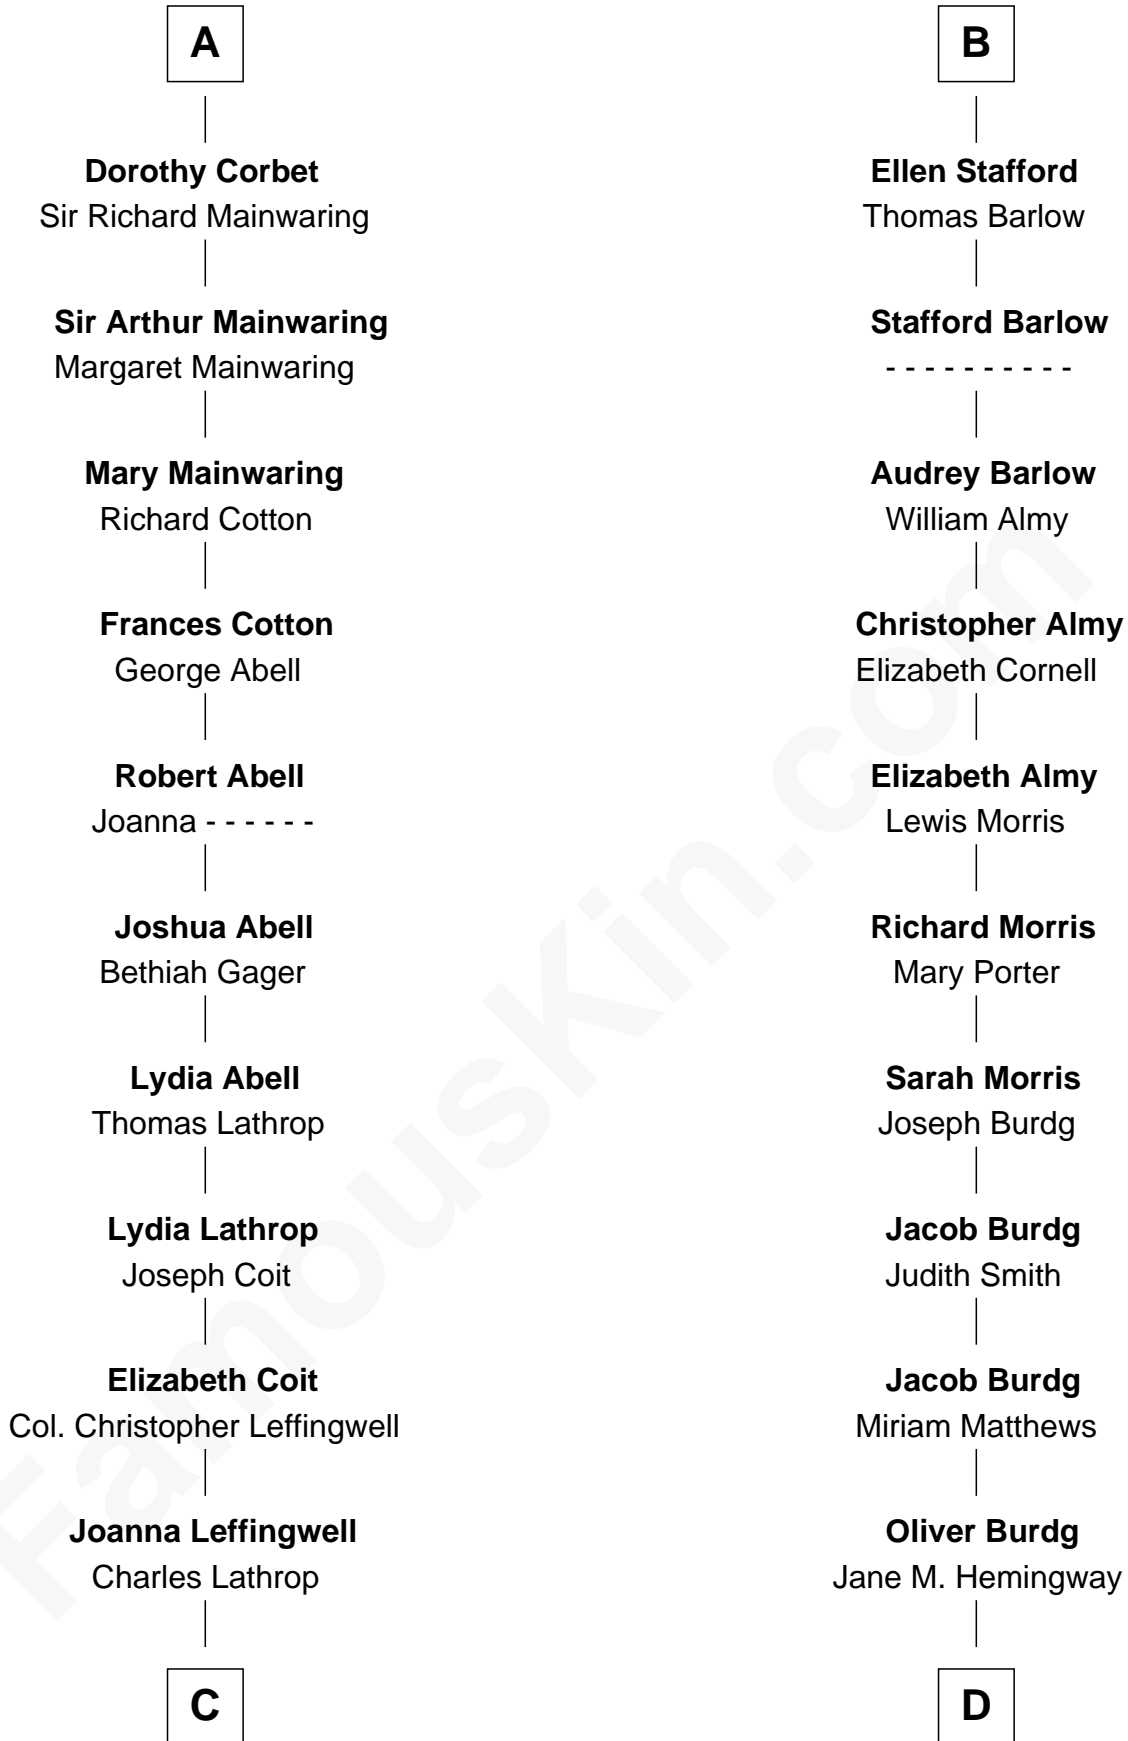 A
Dorothy Corbet
Sir Richard Mainwaring
Sir Arthur Mainwaring
Margaret Mainwaring
Mary Mainwaring
Richard Cotton
Frances Cotton
George Abell
Robert Abell
Joanna - - - - - -
Joshua Abell
Bethiah Gager
Lydia Abell
Thomas Lathrop
Lydia Lathrop
Joseph Coit
Elizabeth Coit
Col. Christopher Leffingwell
Joanna Leffingwell
Charles Lathrop
C
B
Ellen Stafford
Thomas Barlow
Stafford Barlow
- - - - - - - - - -
Audrey Barlow
William Almy
Christopher Almy
Elizabeth Cornell
Elizabeth Almy
Lewis Morris
Richard Morris
Mary Porter
Sarah Morris
Joseph Burdg
Jacob Burdg
Judith Smith
Jacob Burdg
Miriam Matthews
Oliver Burdg
Jane M. Hemingway
D
FamousKin.com